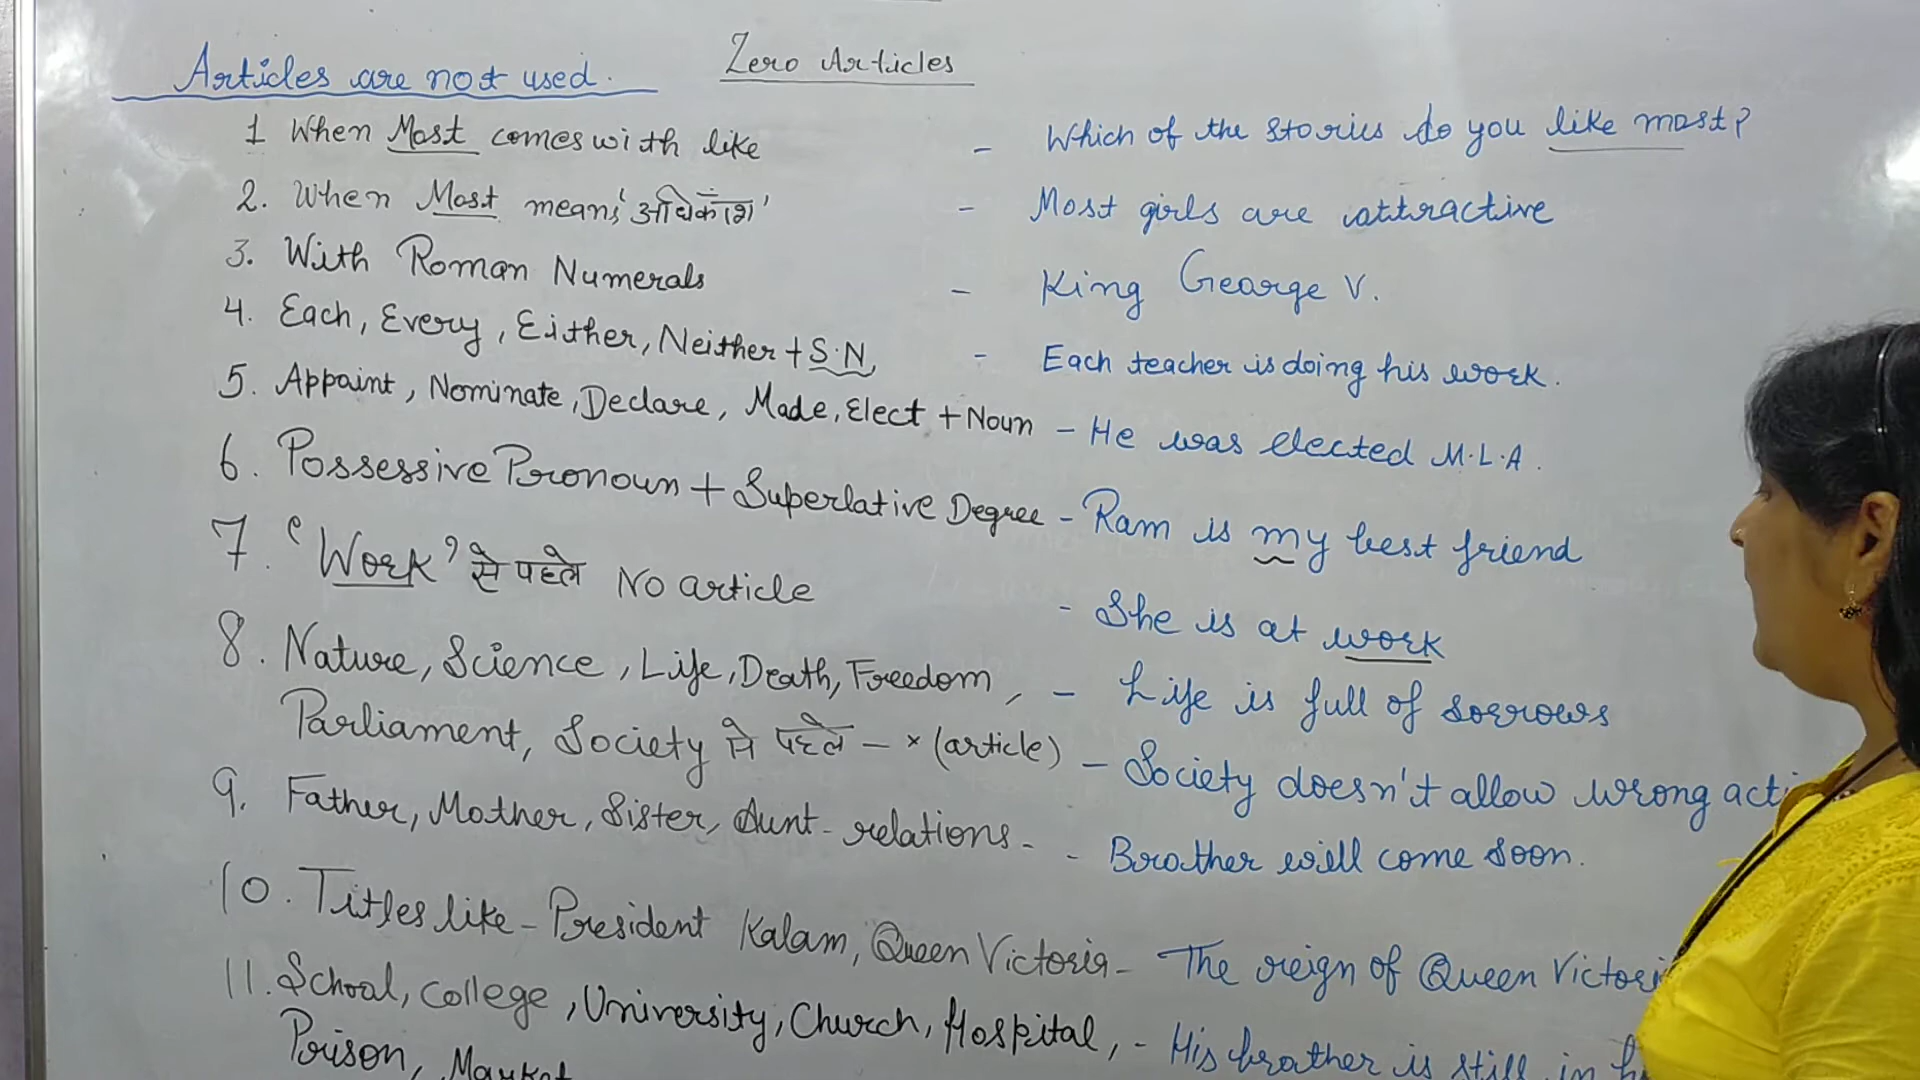 Articles are not used.
Zero Articles
1 When Most comes with like - Which of the stories do you like most?
2. When Most means 'अधिकांश' - Most girls are attractive
3. With Roman Numerals - King George V.
4. Each, Every, Either, Neither + S.N, - Each teacher is doing his work.
5. Appoint, Nominate, Declare, Made, Elect + Noun - He was elected M.L.A.
6. Possessive Pronoun + Superlative Degree - Ram is my best friend
7. 'Work' से पहले No article - She is at work
8. Nature, Science, Life, Death, Freedom, - Life is full of sorrows
Parliament, Society से पहले - × (article) - Society doesn't allow wrong
9. Father, Mother, Sister, Aunt - relations - - Brother will come soon.
10. Titles like - President Kalam, Queen Victoria - The reign of Queen
11. School, College, University, Church, Hospital, - His brother is still in
Prison, Market